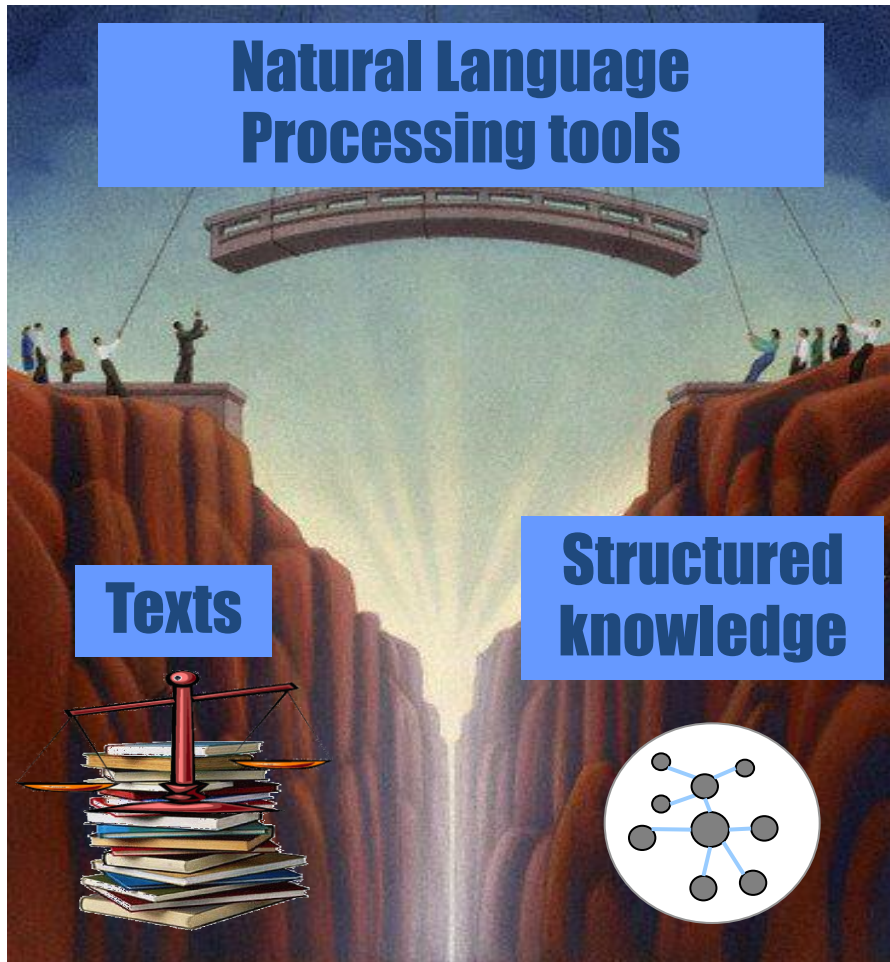 Natural Language
Processing tools
Texts
Structured
knowledge